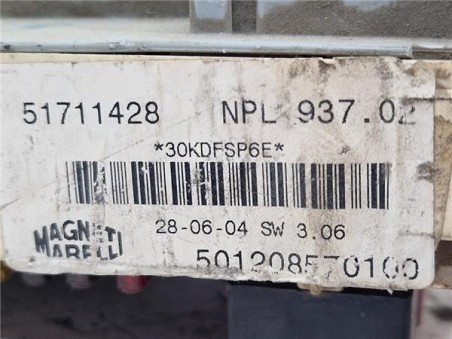 51711428 NPL 937.02
*30KDFSP6E*
28-06-04 SW 3.06
MAGNETI
MARELLI
501208570100